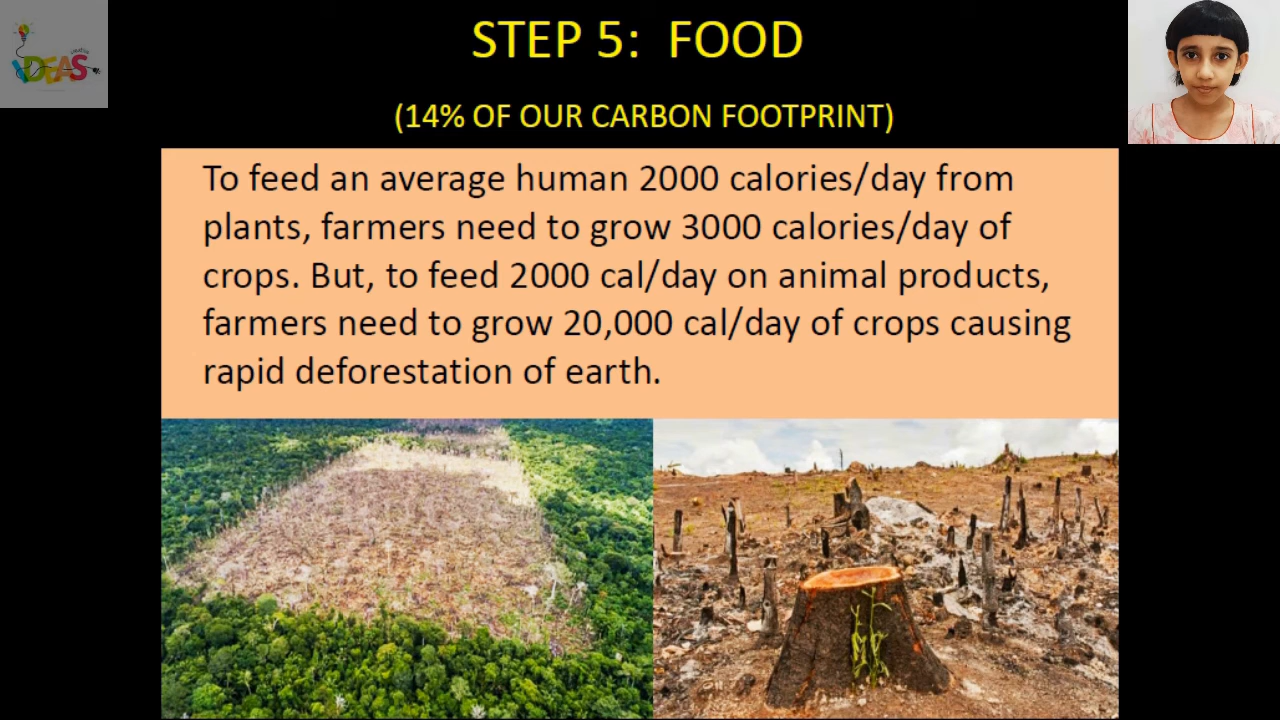 STEP 5: FOOD
(14% OF OUR CARBON FOOTPRINT)
To feed an average human 2000 calories/day from
plants, farmers need to grow 3000 calories/day of
crops. But, to feed 2000 cal/day on animal products,
farmers need to grow 20,000 cal/day of crops causing
rapid deforestation of earth.
IDEAS